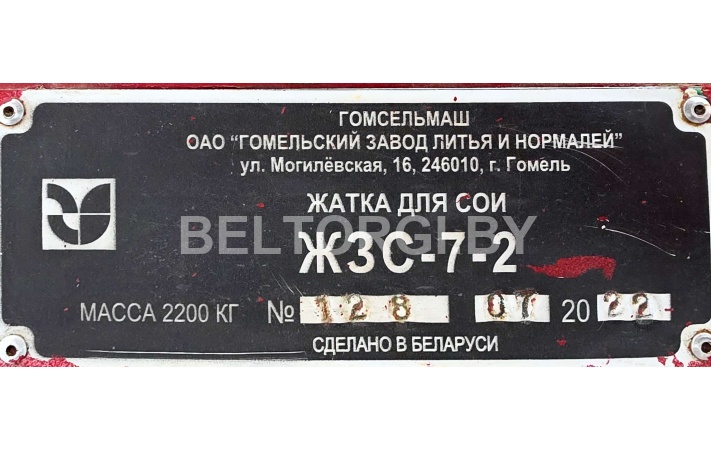 ГОМСЕЛЬМАШ
ОАО "ГОМЕЛЬСКИЙ ЗАВОД ЛИТЬЯ И НОРМАЛЕЙ"
ул. Могилёвская, 16, 246010, г. Гомель
ЖАТКА ДЛЯ СОИ
BELTORGI.BY
ЖЗС-7-2
МАССА 2200 КГ № 128 07 2022
СДЕЛАНО В БЕЛАРУСИ